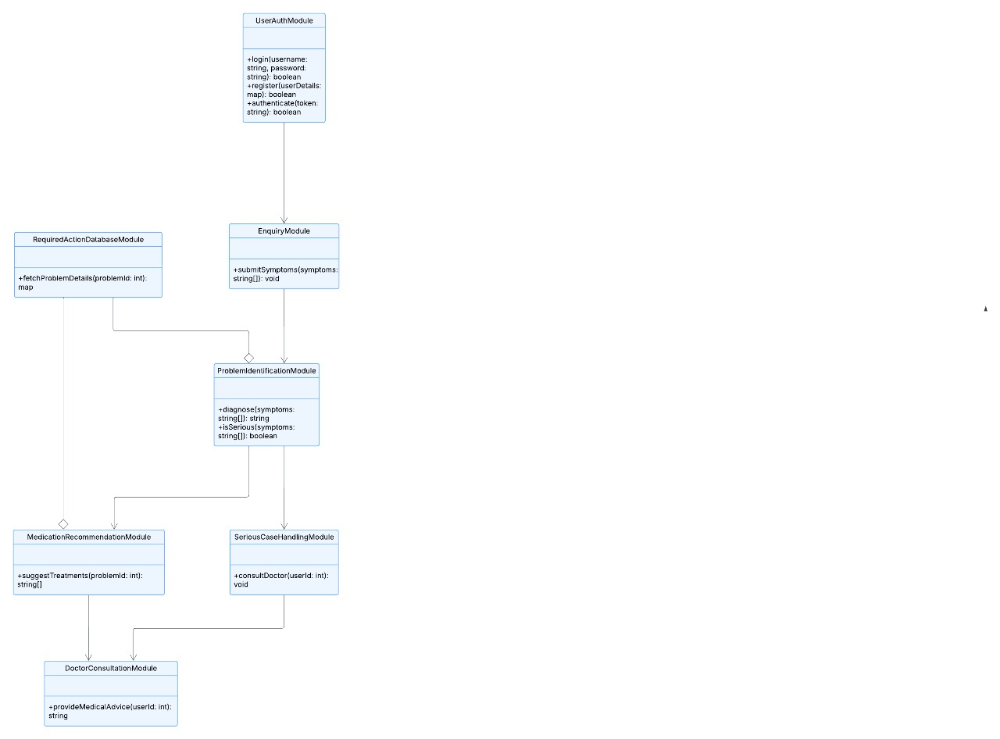 UserAuthModule
+login(username:
string, password:
string): boolean
+register(userDetails:
map): boolean
+authenticate(token:
string): boolean
RequiredActionDatabaseModule
+fetchProblemDetails(problemId: int):
map
EnquiryModule
+submitSymptoms(symptoms:
string[]): void
ProblemIdentificationModule
+diagnose(symptoms:
string[]): string
+isSerious(symptoms:
string[]): boolean
MedicationRecommendationModule
+suggestTreatments(problemId: int):
string[]
SeriousCaseHandlingModule
+consultDoctor(userId: int):
void
DoctorConsultationModule
+provideMedicalAdvice(userId: int):
string